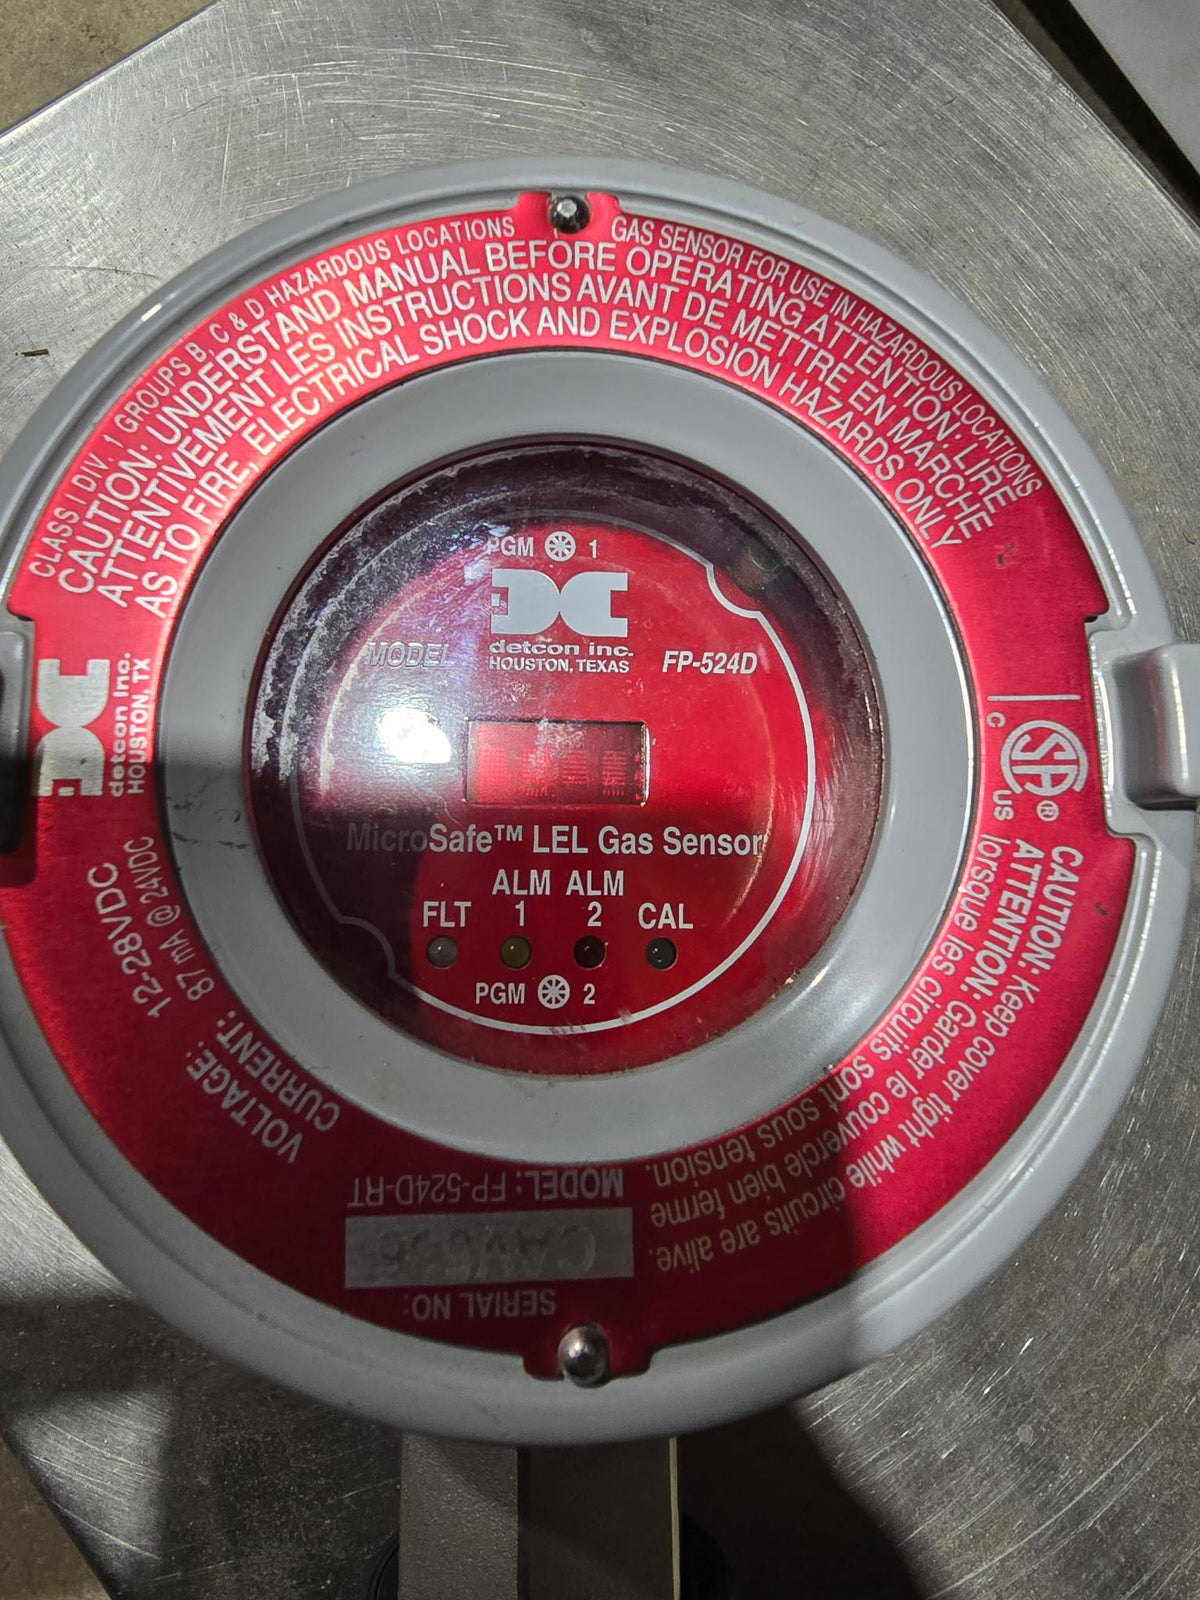 CLASS I DIV. 1 GROUPS B, C & D HAZARDOUS LOCATIONS GAS SENSOR FOR USE IN HAZARDOUS LOCATIONS
CAUTION: UNDERSTAND MANUAL BEFORE OPERATING ATTENTION: LIRE
ATTENTIVEMENT LES INSTRUCTIONS AVANT DE METTRE EN MARCHE
AS TO FIRE, ELECTRICAL SHOCK AND EXPLOSION HAZARDS ONLY
detcon inc.
HOUSTON, TX
PGM 1
detcon inc.
HOUSTON, TEXAS
MODEL FP-524D
MicroSafe™ LEL Gas Sensor
ALM ALM
FLT 1 2 CAL
PGM 2
C SA ® US
CAUTION: Keep cover tight while circuits are alive.
ATTENTION: Garder le couvercle bien ferme
lorsque les circuits sont sous tension.
VOLTAGE: 12-28VDC
CURRENT: 87 mA @ 24VDC
MODEL: FP-524D-RT
SERIAL NO: